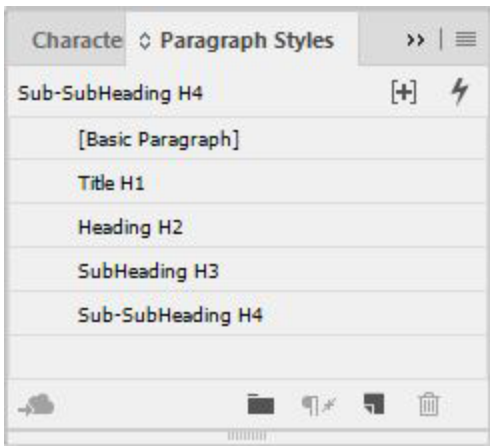 Characte Paragraph Styles
Sub-SubHeading H4
[Basic Paragraph]
Title H1
Heading H2
SubHeading H3
Sub-SubHeading H4